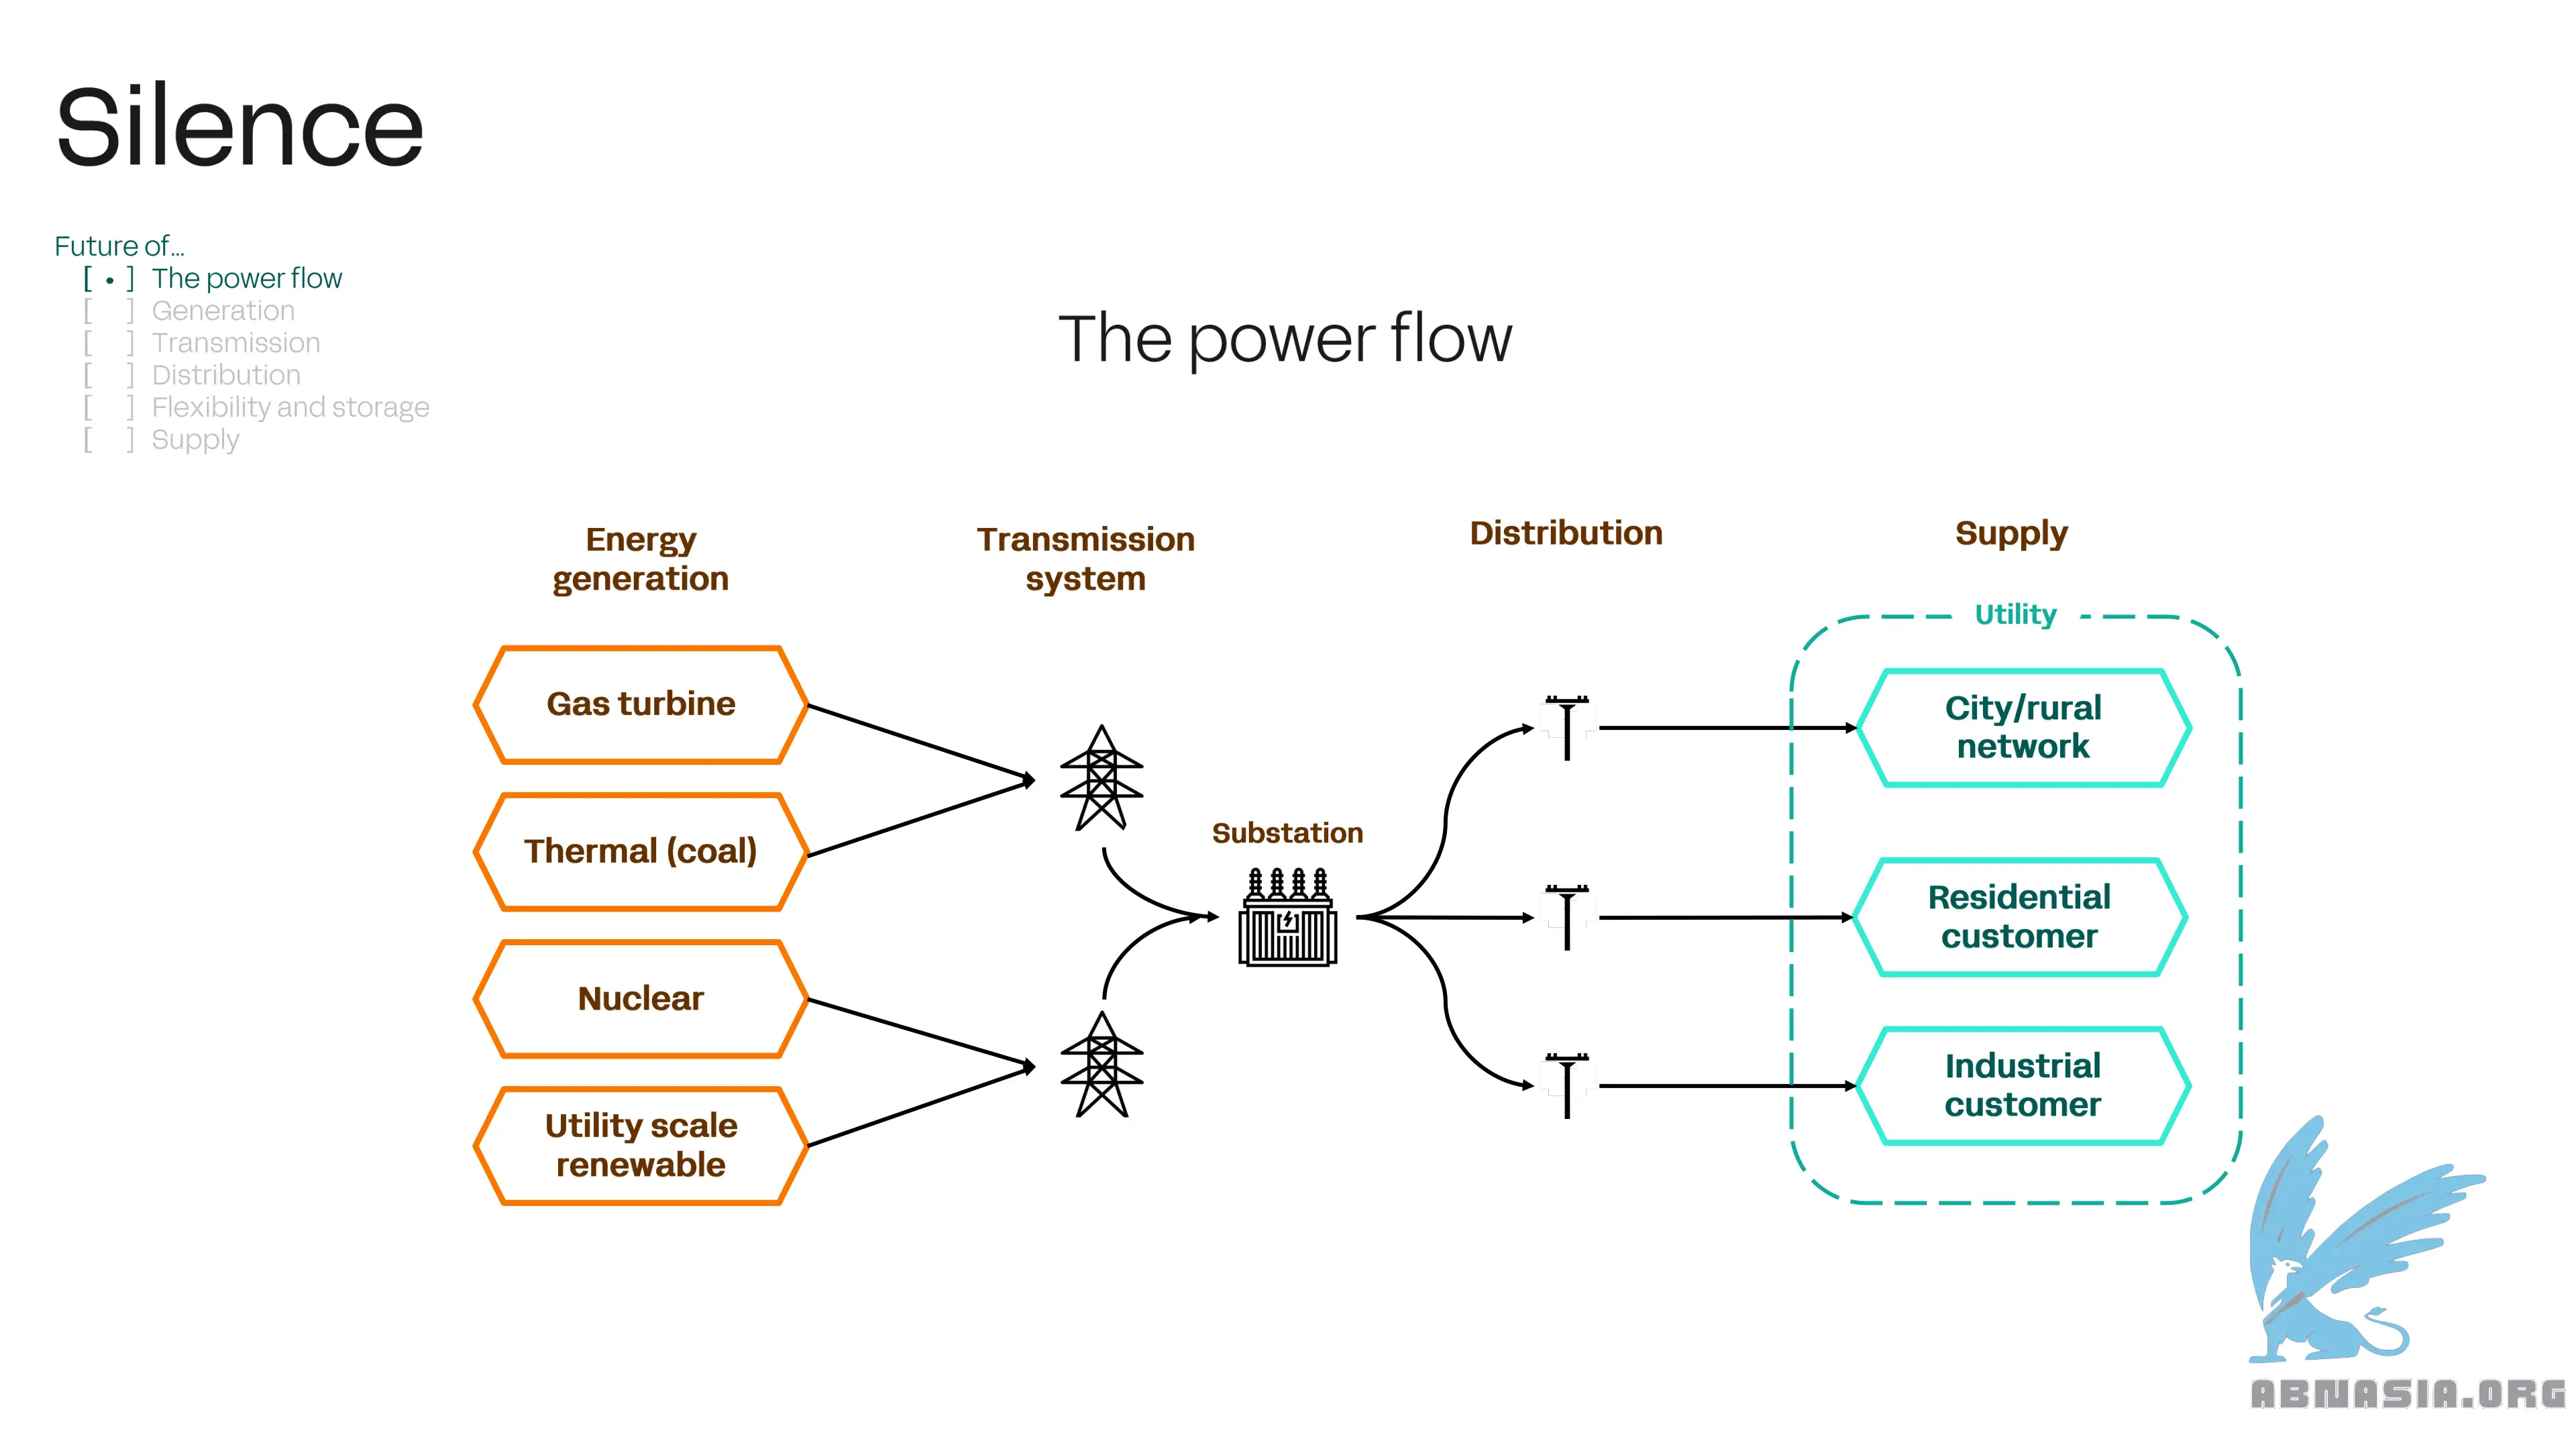 Silence
Future of...
[ • ] The power flow
[ ] Generation
[ ] Transmission
[ ] Distribution
[ ] Flexibility and storage
[ ] Supply
The power flow
Energy
generation
Transmission
system
Distribution
Supply
Utility
Gas turbine
Thermal (coal)
Nuclear
Utility scale
renewable
Substation
City/rural
network
Residential
customer
Industrial
customer
ABNASIA.ORG